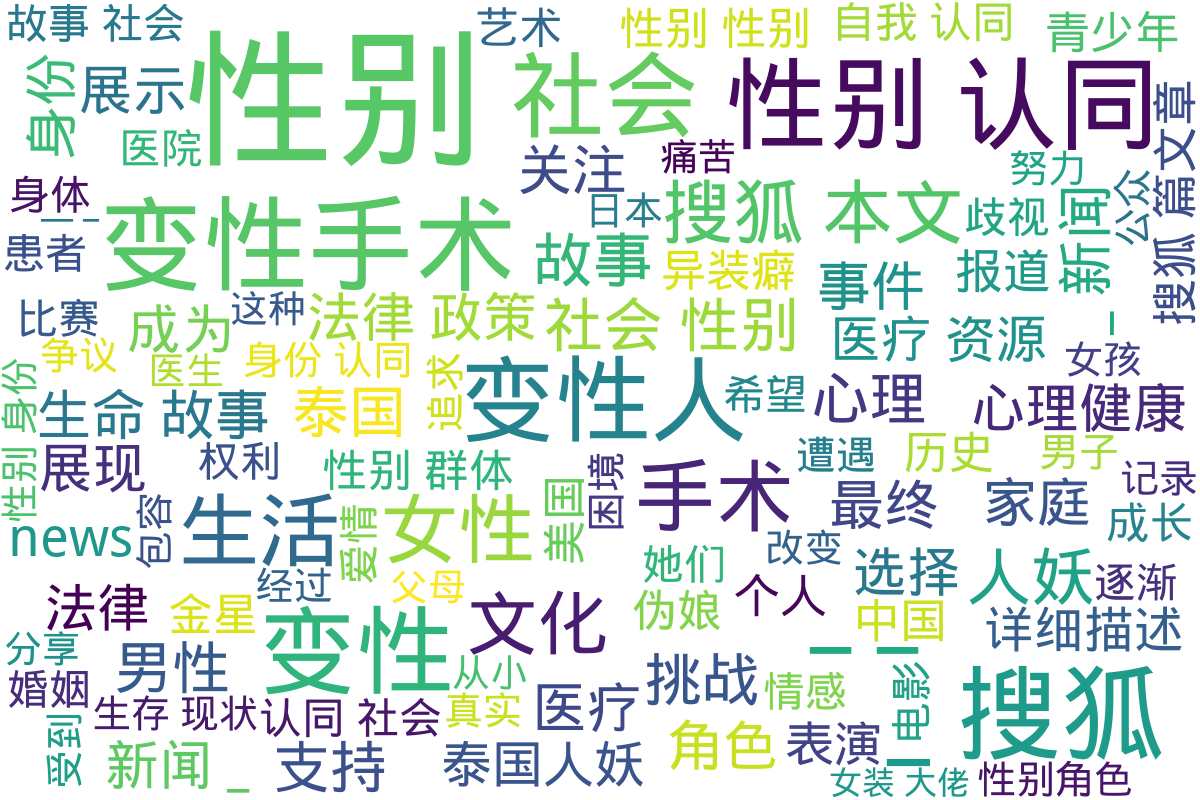 故事 社会
艺术
性别 性别
自我 认同
青少年
性别
社会
性别 认同
身份
展示
文章
医院
关注
痛苦
努力
公众
身体
变性手术
日本
搜狐 本文
歧视
新闻 _
搜狐 篇
患者
故事
异装癖
事件
报道
比赛
成为
这种
法律 政策
社会 性别
医疗 资源
女孩
争议
医生
身份 认同
追求
变性人
希望
心理
心理健康
性别 身份
生命 故事
泰国
展现
权利
性别 群体
美国
困境
手术
遭遇
历史
男子
记录
news
包容
生活
爱情
女性
最终
家庭
成长
改变
她们
选择
人妖
逐渐
经过
父母
伪娘
个人
法律
金星
变性
文化
中国
详细描述
_ _
分享
男性
从小
挑战
情感
电影
搜狐
婚姻
生存 现状
认同 社会
真实
医疗
角色
表演
受到
新闻 _
支持
泰国人妖
女装 大佬
性别角色